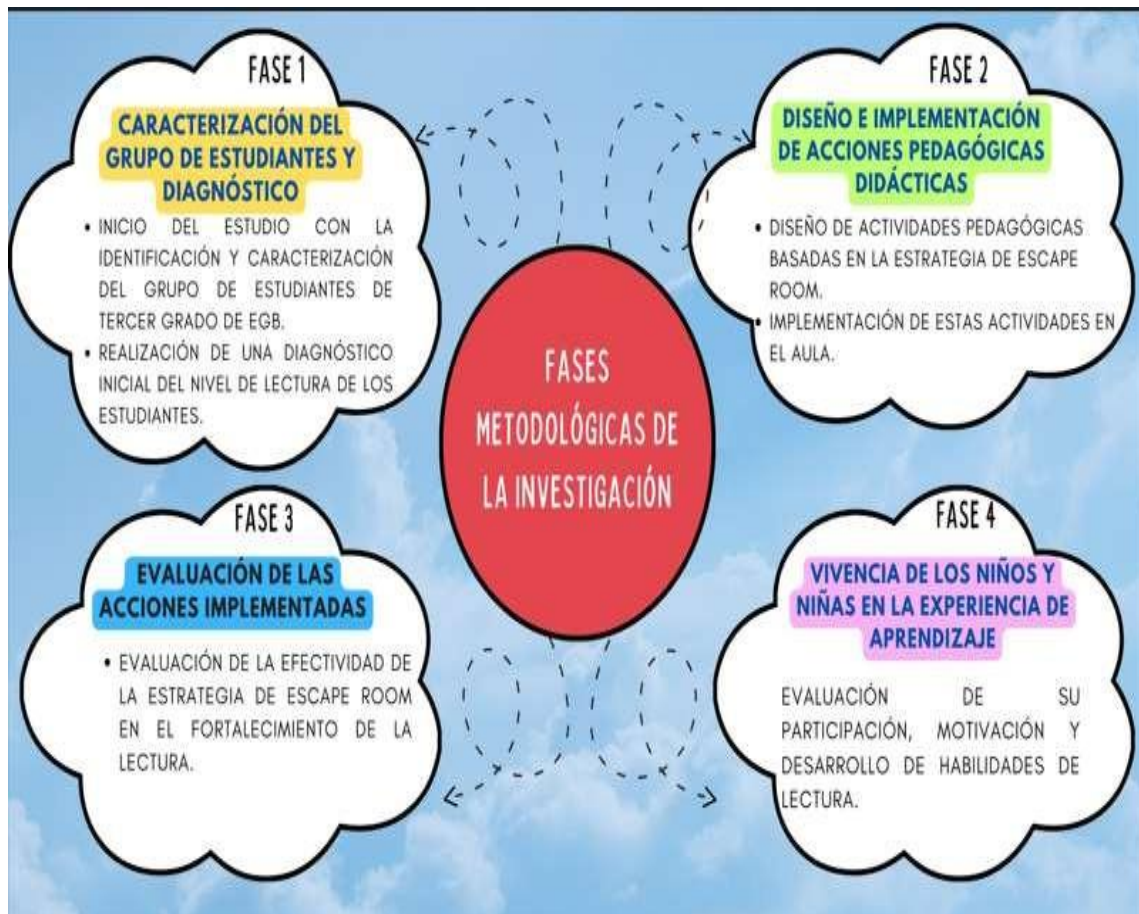 FASE 1
CARACTERIZACIÓN DEL
GRUPO DE ESTUDIANTES Y
DIAGNÓSTICO
• INICIO DEL ESTUDIO CON LA
IDENTIFICACIÓN Y CARACTERIZACIÓN
DEL GRUPO DE ESTUDIANTES DE
TERCER GRADO DE EGB.
• REALIZACIÓN DE UNA DIAGNÓSTICO
INICIAL DEL NIVEL DE LECTURA DE LOS
ESTUDIANTES.
FASE 2
DISEÑO E IMPLEMENTACIÓN
DE ACCIONES PEDAGÓGICAS
DIDÁCTICAS
• DISEÑO DE ACTIVIDADES PEDAGÓGICAS
BASADAS EN LA ESTRATEGIA DE ESCAPE
ROOM.
• IMPLEMENTACIÓN DE ESTAS ACTIVIDADES EN
EL AULA.
FASES
METODOLÓGICAS DE
LA INVESTIGACIÓN
FASE 3
EVALUACIÓN DE LAS
ACCIONES IMPLEMENTADAS
• EVALUACIÓN DE LA EFECTIVIDAD DE
LA ESTRATEGIA DE ESCAPE ROOM
EN EL FORTALECIMIENTO DE LA
LECTURA.
FASE 4
VIVENCIA DE LOS NIÑOS Y
NIÑAS EN LA EXPERIENCIA DE
APRENDIZAJE
EVALUACIÓN DE SU
PARTICIPACIÓN, MOTIVACIÓN Y
DESARROLLO DE HABILIDADES DE
LECTURA.